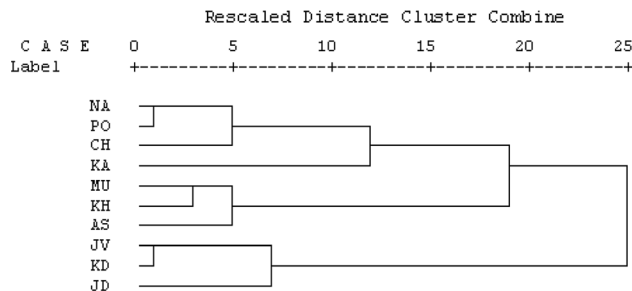 Rescaled Distance Cluster Combine
C A S E 0 5 10 15 20 25
Label +---------+---------+---------+---------+---------+
NA
PO
CH
KA
MU
KH
AS
JV
KD
JD